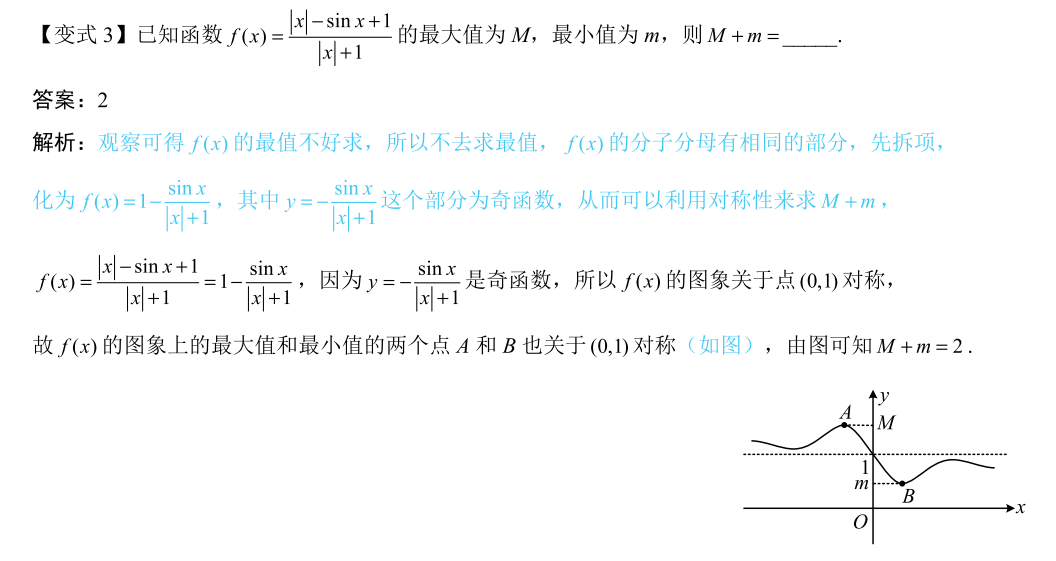 【变式 3】已知函数 f(x) = (|x| − sin x + 1) / (|x| + 1) 的最大值为 M，最小值为 m，则 M + m = _____.
答案：2
解析：观察可得 f(x) 的最值不好求，所以不去求最值， f(x) 的分子分母有相同的部分，先拆项，
化为 f(x) = 1 − sin x / (|x| + 1) ，其中 y = − sin x / (|x| + 1) 这个部分为奇函数，从而可以利用对称性来求 M + m ，
f(x) = (|x| − sin x + 1) / (|x| + 1) = 1 − sin x / (|x| + 1) ，因为 y = − sin x / (|x| + 1) 是奇函数，所以 f(x) 的图象关于点 (0,1) 对称，
故 f(x) 的图象上的最大值和最小值的两个点 A 和 B 也关于 (0,1) 对称（如图），由图可知 M + m = 2 .
y
A
M
1
m
B
x
O